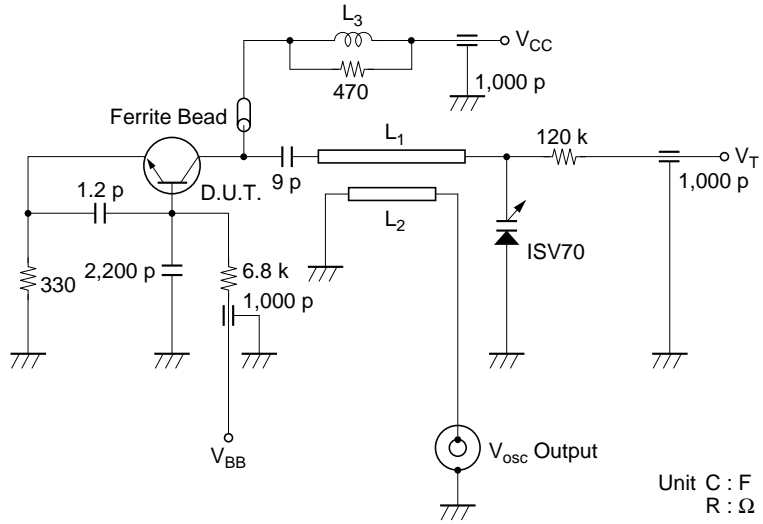 L3
VCC
1,000 p
470
Ferrite Bead
L1
120 k
VT
9 p
1,000 p
D.U.T.
1.2 p
L2
ISV70
330
2,200 p
6.8 k
1,000 p
VBB
Vosc Output
Unit C : F
R : Ω